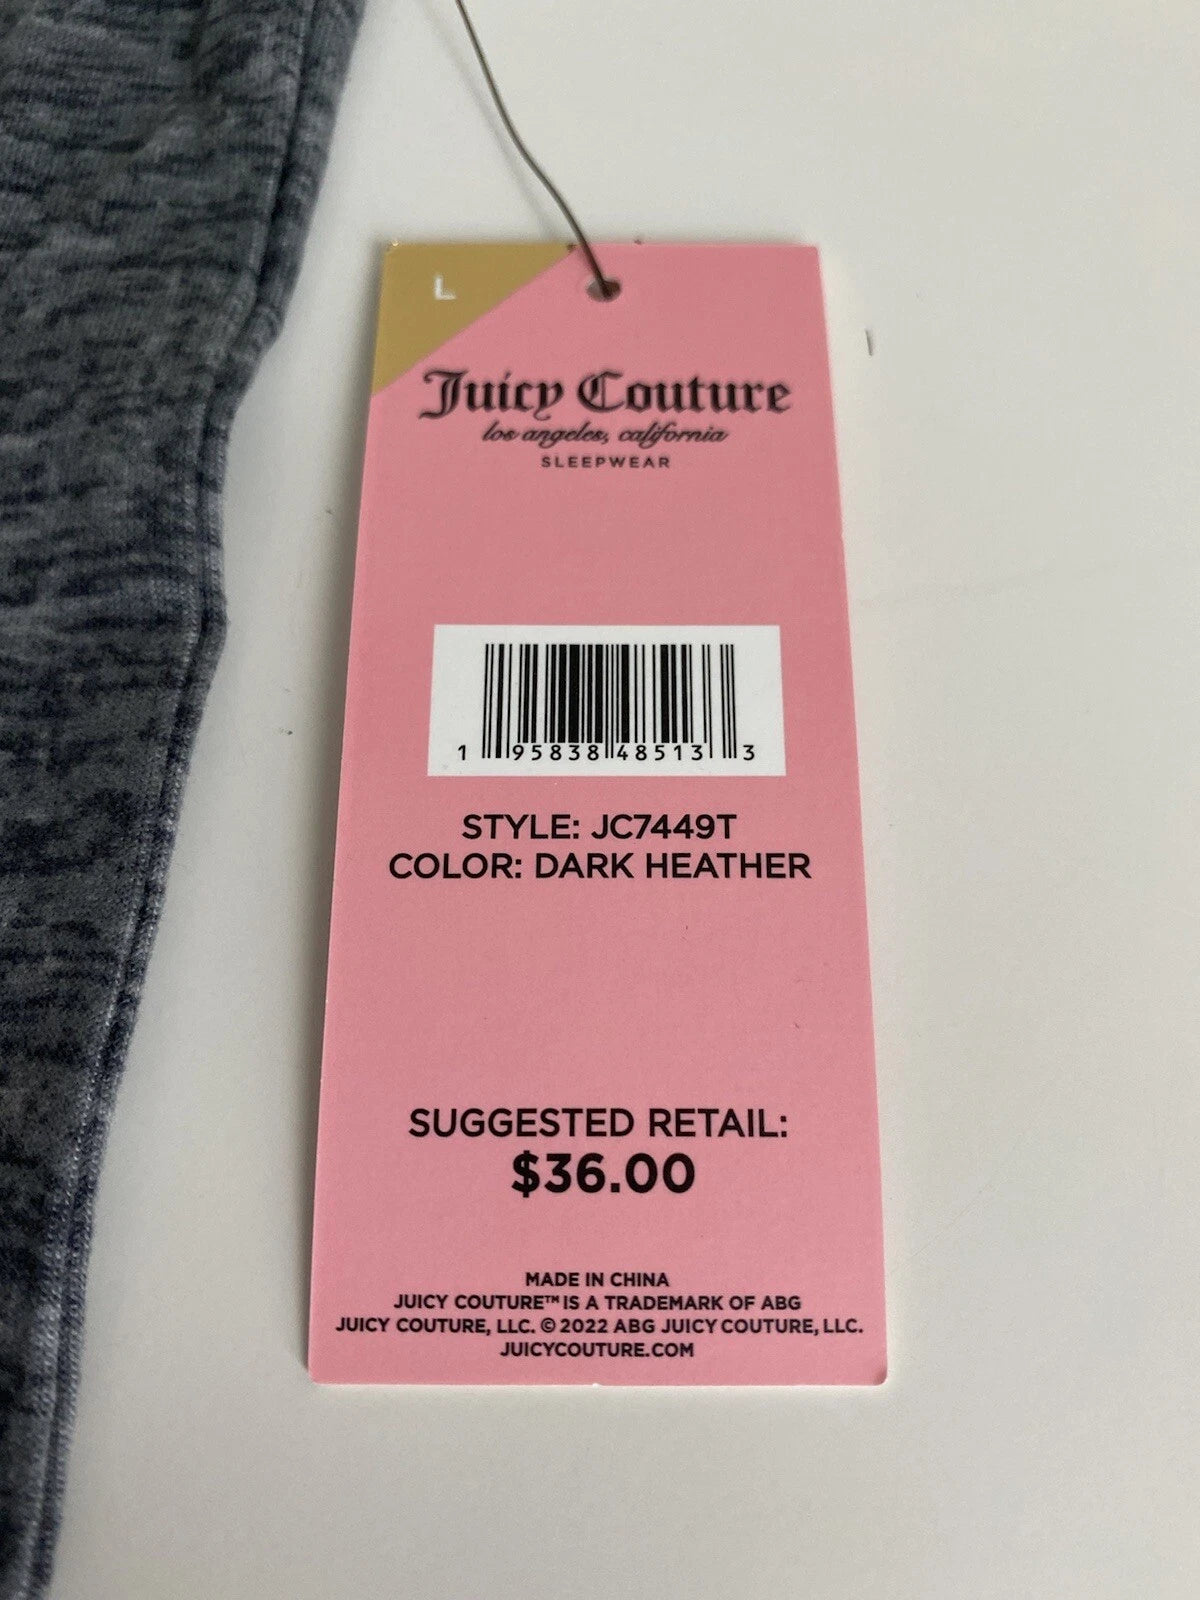 L
Juicy Couture
los angeles, california
SLEEPWEAR
1 95838 48513 3
STYLE: JC7449T
COLOR: DARK HEATHER
SUGGESTED RETAIL:
$36.00
MADE IN CHINA
JUICY COUTURE™ IS A TRADEMARK OF ABG
JUICY COUTURE, LLC. © 2022 ABG JUICY COUTURE, LLC.
JUICYCOUTURE.COM